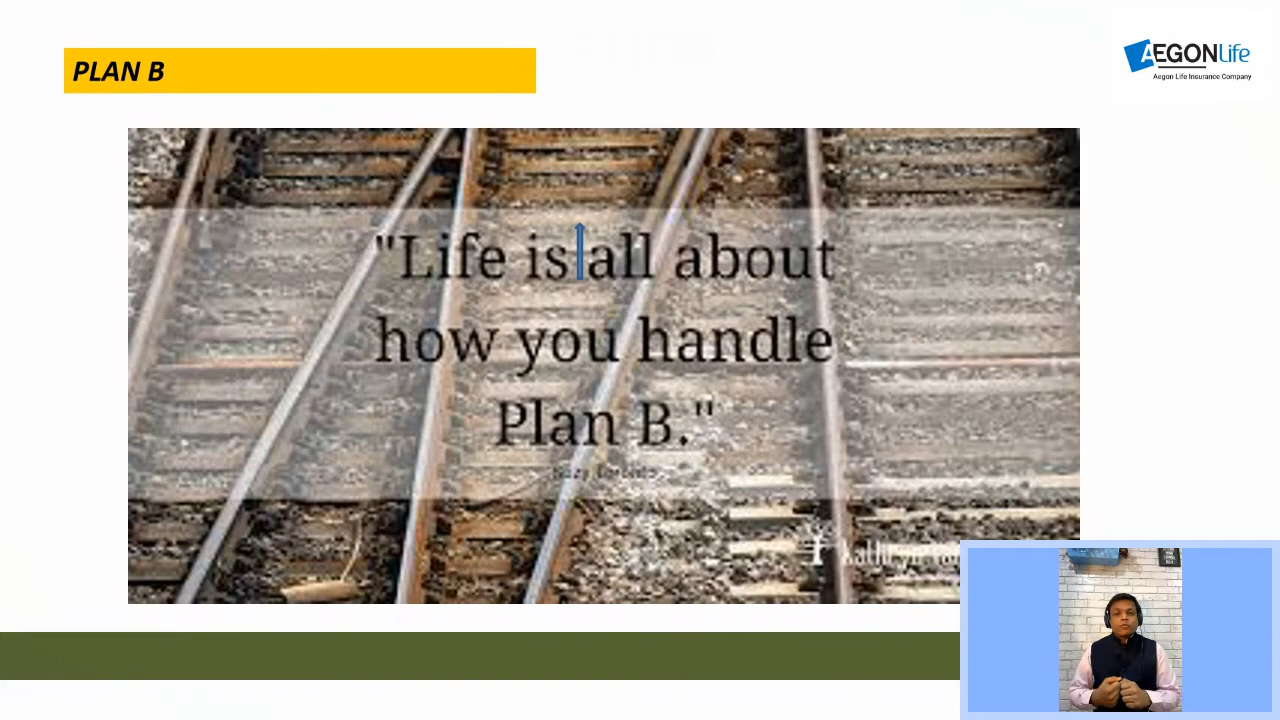 PLAN B
AEGONLife
Aegon Life Insurance Company
"Life is all about
how you handle
Plan B."